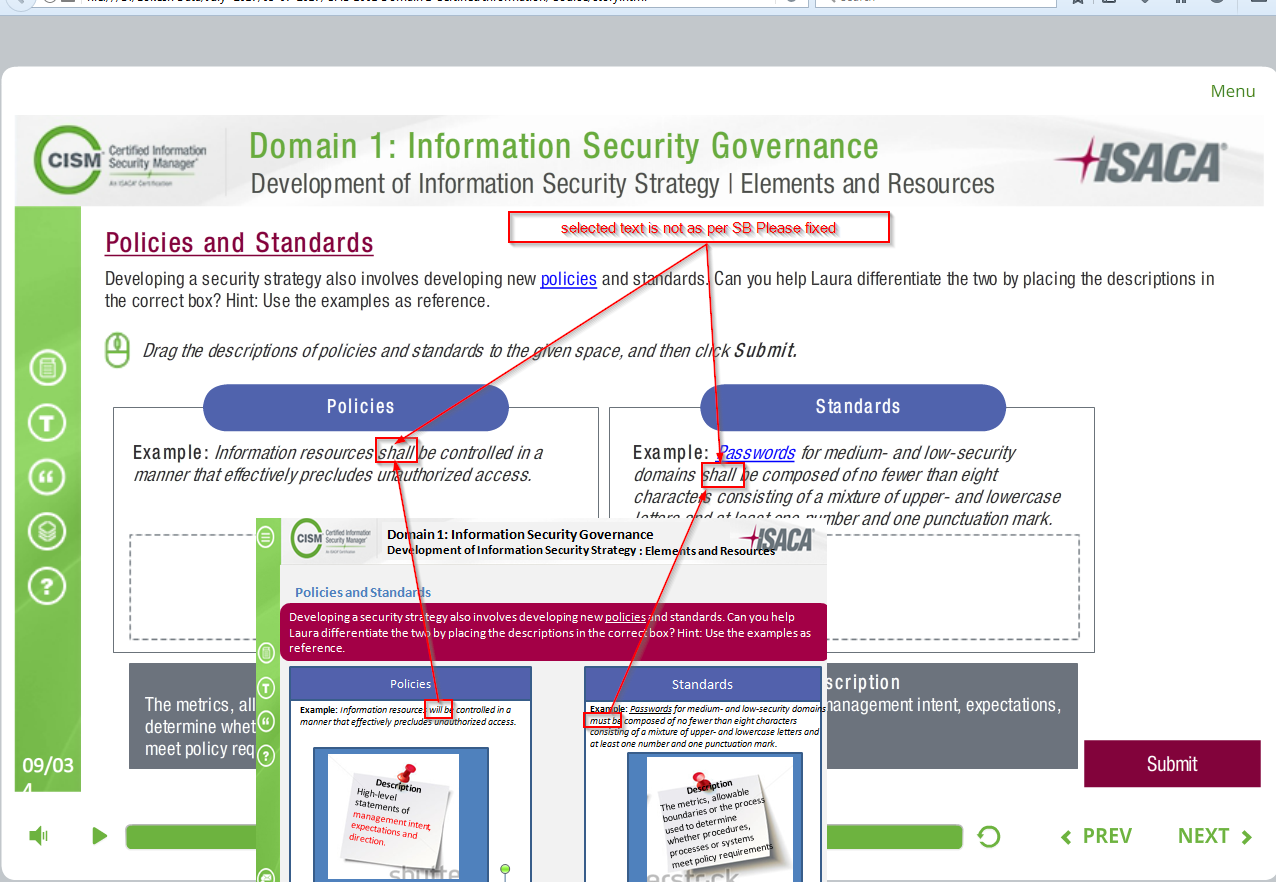 Search
Menu
CISM
Certified Information
Security Manager®
An ISACA® Certification
Domain 1: Information Security Governance
Development of Information Security Strategy | Elements and Resources
ISACA®
selected text is not as per SB Please fixed
Policies and Standards
Developing a security strategy also involves developing new policies and standards. Can you help Laura differentiate the two by placing the descriptions in
the correct box? Hint: Use the examples as reference.
Drag the descriptions of policies and standards to the given space, and then click Submit.
Policies
Example: Information resources shall be controlled in a
manner that effectively precludes unauthorized access.
Standards
Example: Passwords for medium- and low-security
domains shall be composed of no fewer than eight
characters consisting of a mixture of upper- and lowercase
letters and at least one number and one punctuation mark.
CISM
Certified Information
Security Manager®
Domain 1: Information Security Governance
Development of Information Security Strategy : Elements and Resources
ISACA®
Policies and Standards
Developing a security strategy also involves developing new policies and standards. Can you help
Laura differentiate the two by placing the descriptions in the correct box? Hint: Use the examples as
reference.
Policies
Example: Information resources will be controlled in a
manner that effectively precludes unauthorized access.
Description
High-level
statements of
management intent,
expectations and
direction.
Standards
Example: Passwords for medium- and low-security domains
must be composed of no fewer than eight characters
consisting of a mixture of upper- and lowercase letters and
at least one number and one punctuation mark.
Description
The metrics, allowable
boundaries or the process
used to determine
whether procedures,
processes or systems
meet policy requirements
The metrics, all
determine whet
meet policy req
scription
management intent, expectations,
Submit
09/03
4
PREV
NEXT